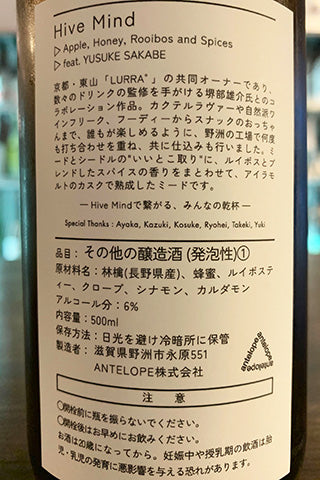 Hive Mind
▷ Apple, Honey, Rooibos and Spices
▷ feat. YUSUKE SAKABE
京都・東山「LURRA°」の共同オーナーであり、
数々のドリンクの監修を手がける堺部雄介氏とのコ
ラボレーション作品。カクテルラヴァーや自然派ワ
インフリーク、フーディーからスナックのおっちゃ
んまで、誰もが楽しめるように、野洲の工場で何度
も打ち合わせを重ね、共に仕込みも行いました。ミ
ードとシードルの"いいとこ取り"に、ルイボスとブ
レンドしたスパイスの香りをまとわせて、アイラモ
ルトのカスクで熟成したミードです。
— Hive Mindで繋がる、みんなの乾杯 —
Special Thanks : Ayaka, Kazuki, Kosuke, Ryohei, Takeki, Yuki
品目：その他の醸造酒 (発泡性)①
原材料名：林檎(長野県産)、蜂蜜、ルイボステ
ィー、クローブ、シナモン、カルダモン
アルコール分：6%
内容量：500ml
保存方法：日光を避け冷暗所に保管
製造者：滋賀県野洲市永原551
ANTELOPE株式会社
antelope
antelope
antelope
注 意
○開栓前に瓶を振らないでください。
○開栓後はお早めにお飲みください。
お酒は20歳になってから。妊娠中や授乳期の飲酒は胎
児・乳児の発育に悪影響を与える恐れがあります。